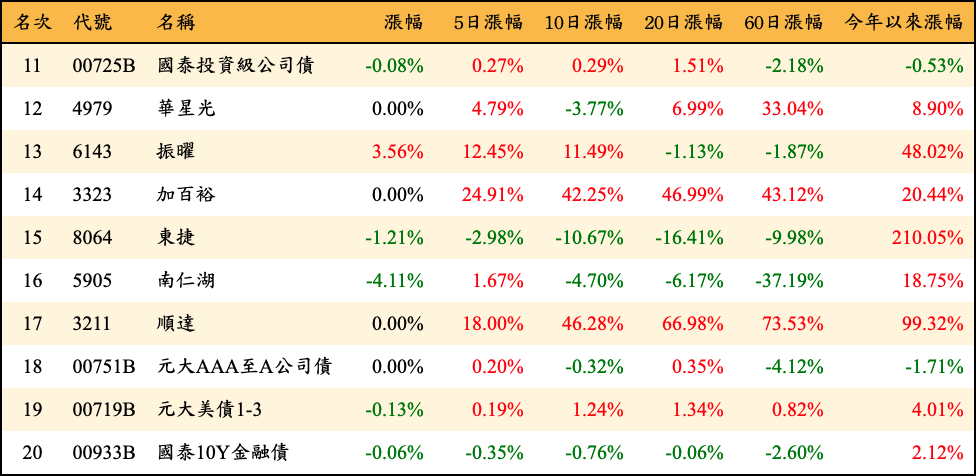 名次 代號 名稱 漲幅 5日漲幅 10日漲幅 20日漲幅 60日漲幅 今年以來漲幅
11 00725B 國泰投資級公司債 -0.08% 0.27% 0.29% 1.51% -2.18% -0.53%
12 4979 華星光 0.00% 4.79% -3.77% 6.99% 33.04% 8.90%
13 6143 振曜 3.56% 12.45% 11.49% -1.13% -1.87% 48.02%
14 3323 加百裕 0.00% 24.91% 42.25% 46.99% 43.12% 20.44%
15 8064 東捷 -1.21% -2.98% -10.67% -16.41% -9.98% 210.05%
16 5905 南仁湖 -4.11% 1.67% -4.70% -6.17% -37.19% 18.75%
17 3211 順達 0.00% 18.00% 46.28% 66.98% 73.53% 99.32%
18 00751B 元大AAA至A公司債 0.00% 0.20% -0.32% 0.35% -4.12% -1.71%
19 00719B 元大美債1-3 -0.13% 0.19% 1.24% 1.34% 0.82% 4.01%
20 00933B 國泰10Y金融債 -0.06% -0.35% -0.76% -0.06% -2.60% 2.12%